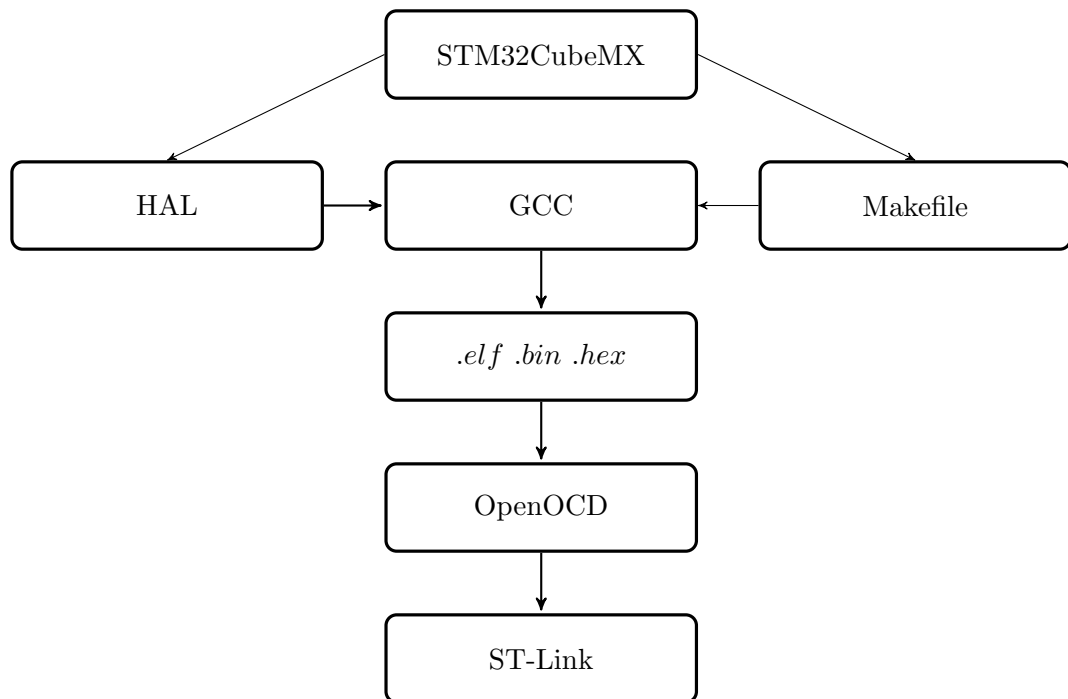 STM32CubeMX
HAL
GCC
Makefile
.elf .bin .hex
OpenOCD
ST-Link